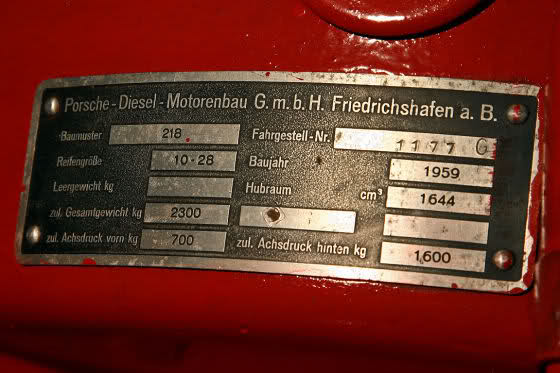 Porsche-Diesel-Motorenbau G.m.b.H. Friedrichshafen a. B.
Baumuster 218 Fahrgestell-Nr. 1177 G
Reifengröße 10-28 Baujahr 1959
Leergewicht kg Hubraum cm³ 1644
zul. Gesamtgewicht kg 2300
zul. Achsdruck vorn kg 700 zul. Achsdruck hinten kg 1600